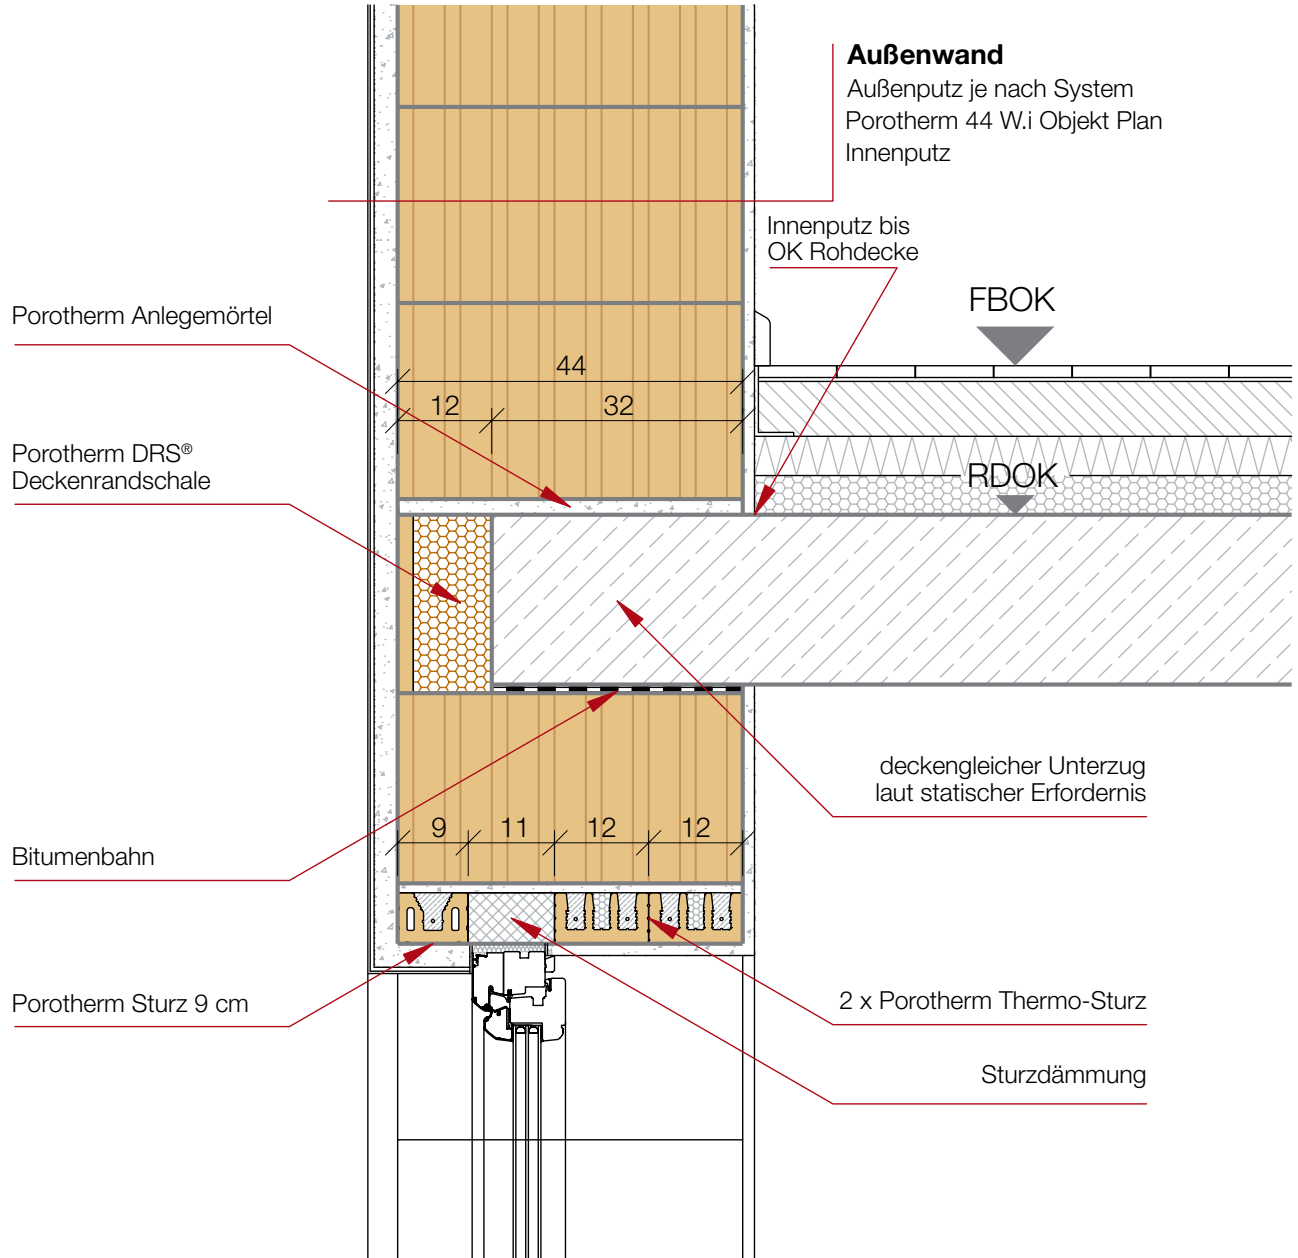 Außenwand
Außenputz je nach System
Porotherm 44 W.i Objekt Plan
Innenputz
Innenputz bis
OK Rohdecke
FBOK
Porotherm Anlegemörtel
44
12
32
Porotherm DRS®
Deckenrandschale
RDOK
deckengleicher Unterzug
laut statischer Erfordernis
9
11
12
12
Bitumenbahn
Porotherm Sturz 9 cm
2 x Porotherm Thermo-Sturz
Sturzdämmung